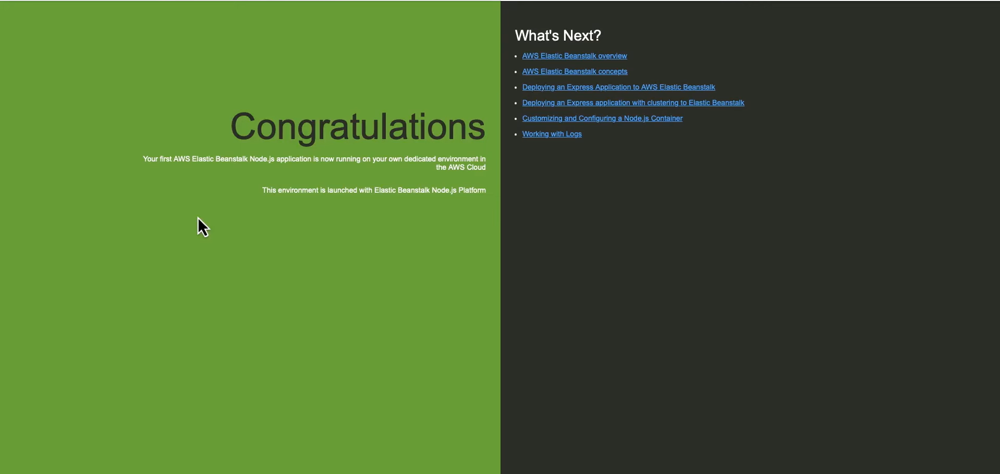 Congratulations
Your first AWS Elastic Beanstalk Node.js application is now running on your own dedicated environment in
the AWS Cloud
This environment is launched with Elastic Beanstalk Node.js Platform
What's Next?
AWS Elastic Beanstalk overview
AWS Elastic Beanstalk concepts
Deploying an Express Application to AWS Elastic Beanstalk
Deploying an Express application with clustering to Elastic Beanstalk
Customizing and Configuring a Node.js Container
Working with Logs